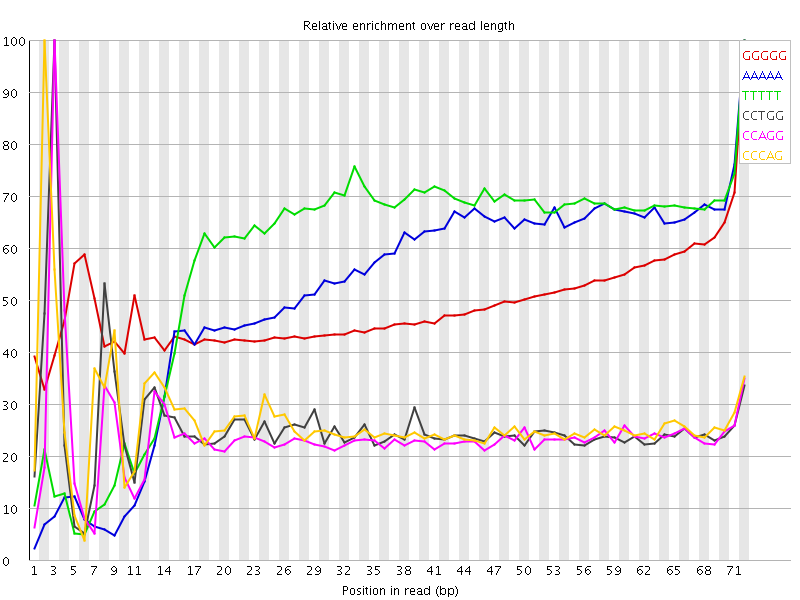 Relative enrichment over read length
100
90
80
70
60
50
40
30
20
10
0
GGGGG
AAAAA
TTTTT
CCTGG
CCAGG
CCCAG
1 2 3 5 7 9 11 14 17 20 23 26 29 32 35 38 41 44 47 50 53 56 59 62 65 68 71
Position in read (bp)